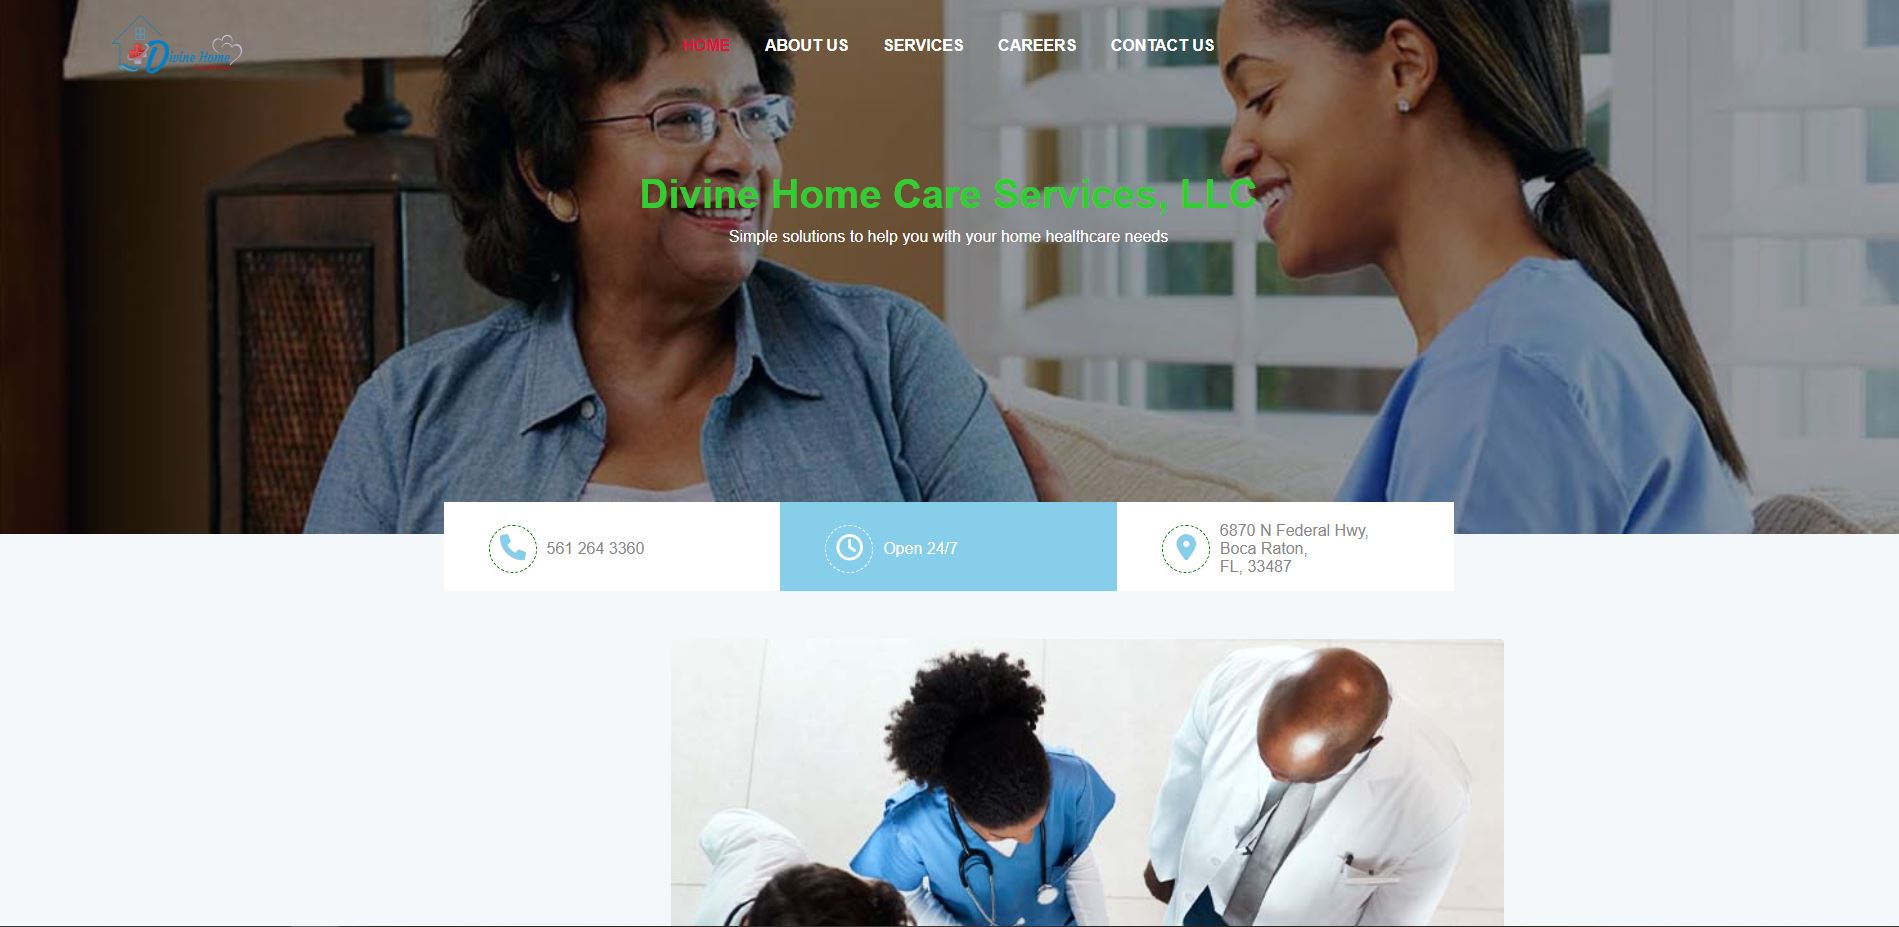 Divine Home
HOME
ABOUT US
SERVICES
CAREERS
CONTACT US
Divine Home Care Services, LLC
Simple solutions to help you with your home healthcare needs
561 264 3360
Open 24/7
6870 N Federal Hwy,
Boca Raton,
FL, 33487